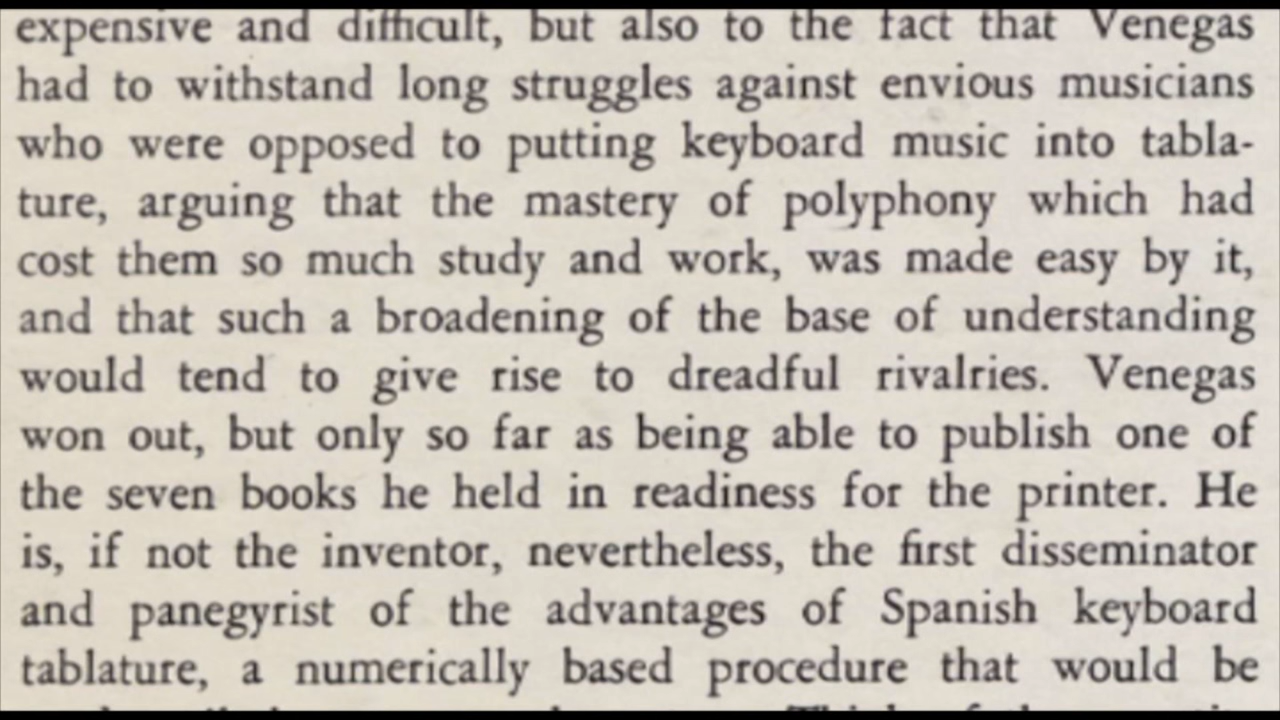 expensive and difficult, but also to the fact that Venegas
had to withstand long struggles against envious musicians
who were opposed to putting keyboard music into tabla-
ture, arguing that the mastery of polyphony which had
cost them so much study and work, was made easy by it,
and that such a broadening of the base of understanding
would tend to give rise to dreadful rivalries. Venegas
won out, but only so far as being able to publish one of
the seven books he held in readiness for the printer. He
is, if not the inventor, nevertheless, the first disseminator
and panegyrist of the advantages of Spanish keyboard
tablature, a numerically based procedure that would be